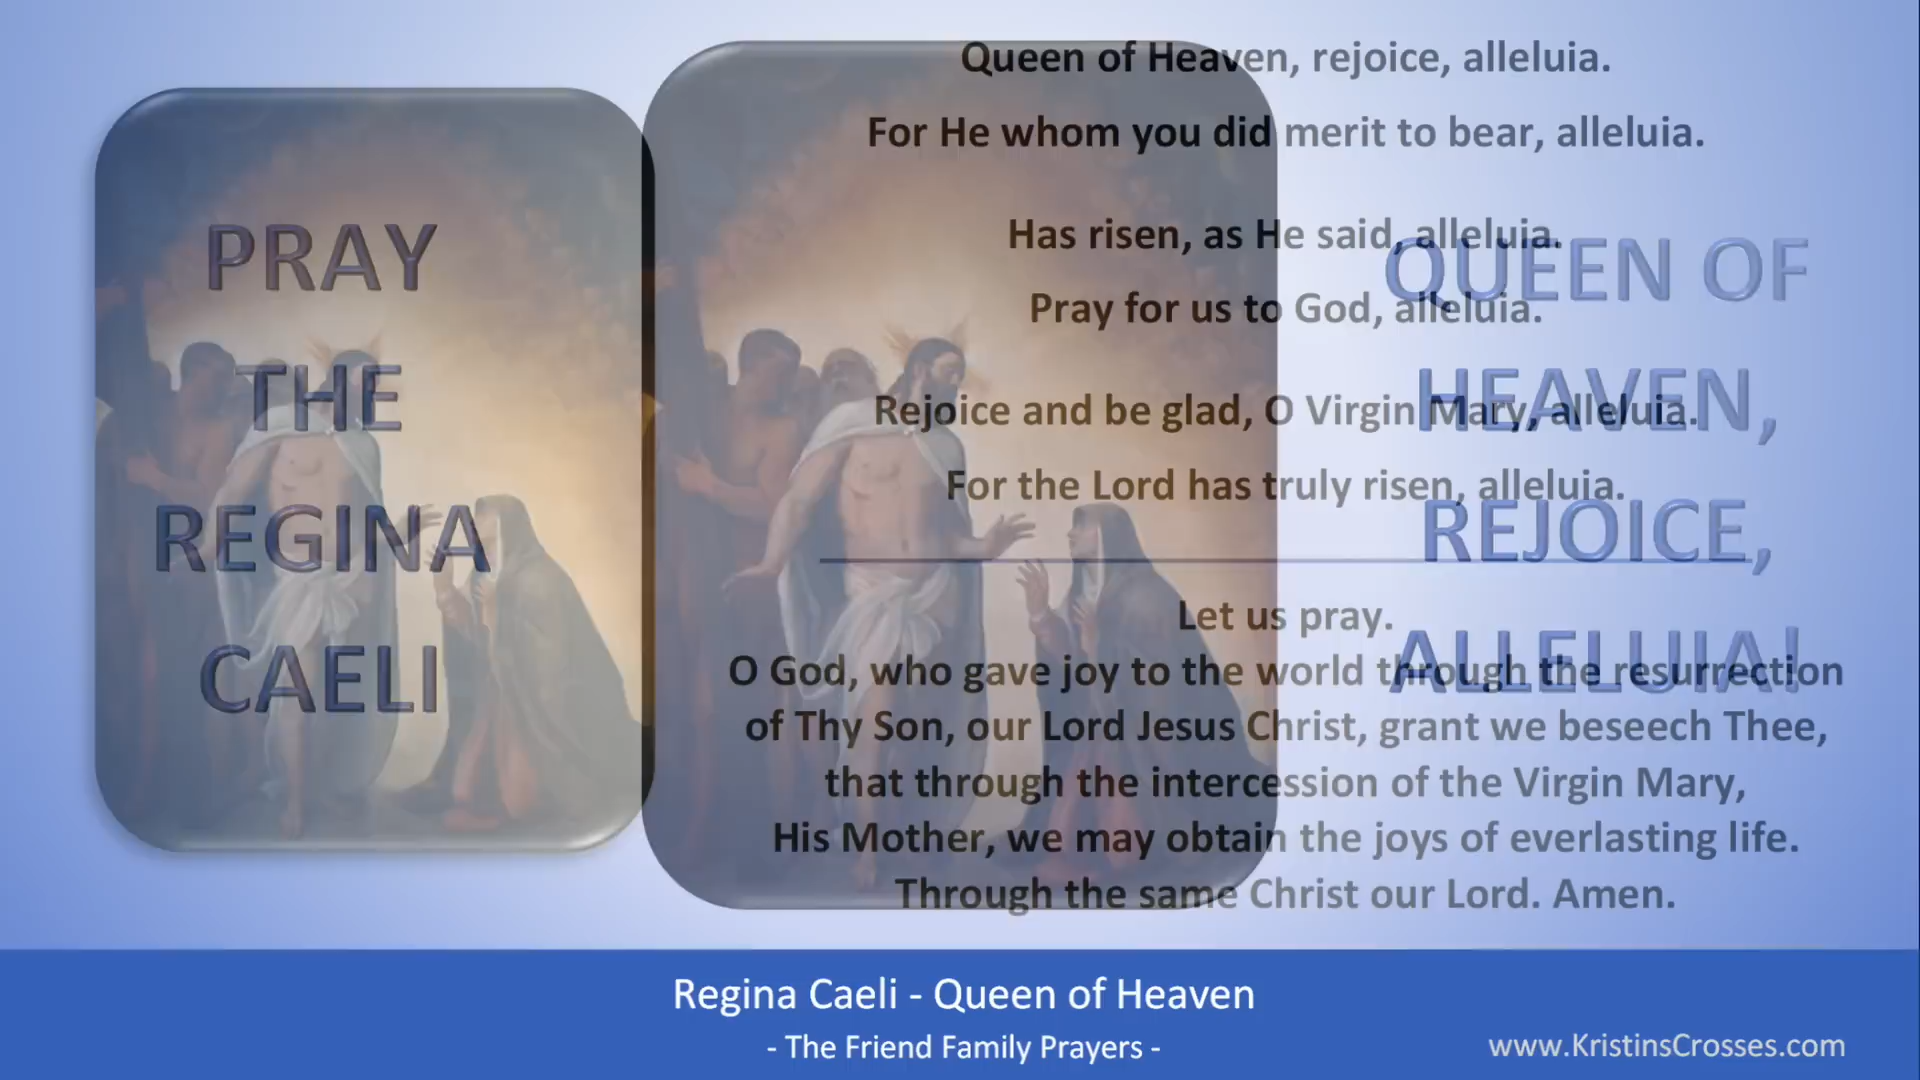 PRAY
THE
REGINA
CAELI
Queen of Heaven, rejoice, alleluia.
For He whom you did merit to bear, alleluia.
Has risen, as He said, alleluia.
Pray for us to God, alleluia.
Rejoice and be glad, O Virgin Mary, alleluia.
For the Lord has truly risen, alleluia.
Let us pray.
O God, who gave joy to the world through the resurrection
of Thy Son, our Lord Jesus Christ, grant we beseech Thee,
that through the intercession of the Virgin Mary,
His Mother, we may obtain the joys of everlasting life.
Through the same Christ our Lord. Amen.
QUEEN OF
HEAVEN,
REJOICE,
ALLELUIA!
Regina Caeli - Queen of Heaven
- The Friend Family Prayers -
www.KristinsCrosses.com